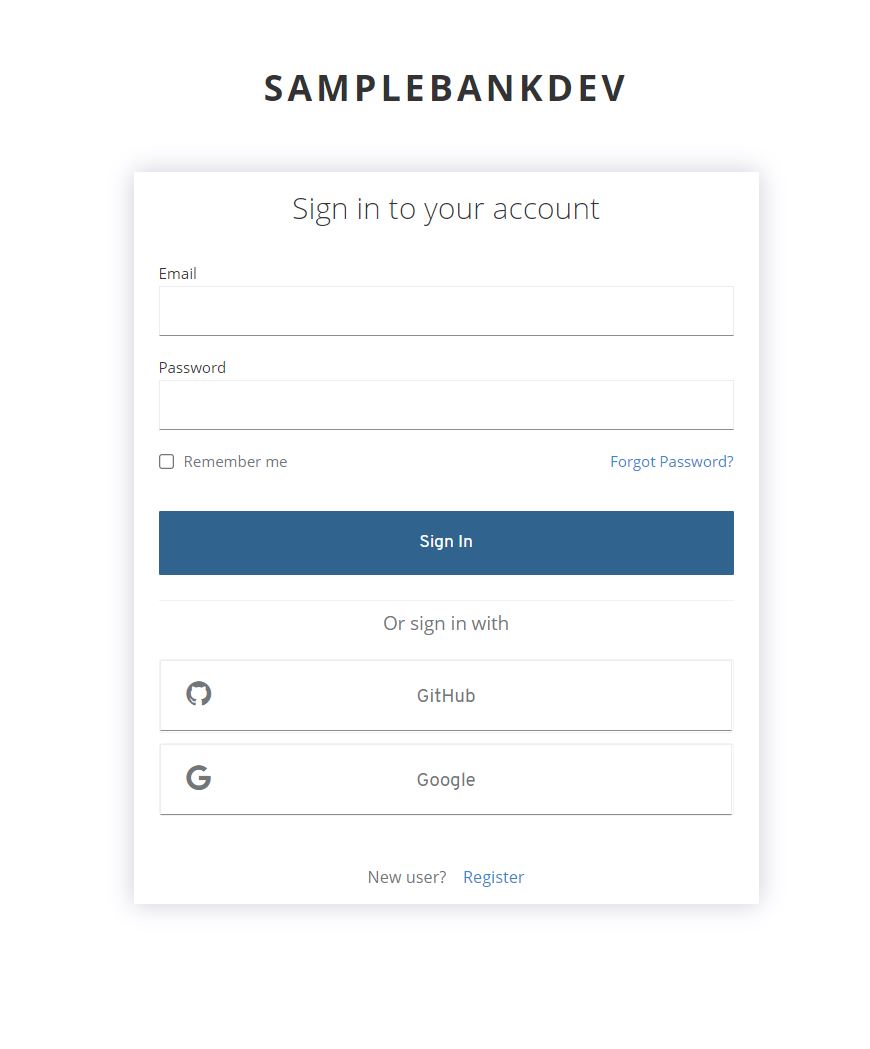 SAMPLEBANKDEV
Sign in to your account
Email
Password
Remember me Forgot Password?
Sign In
Or sign in with
GitHub
Google
New user? Register